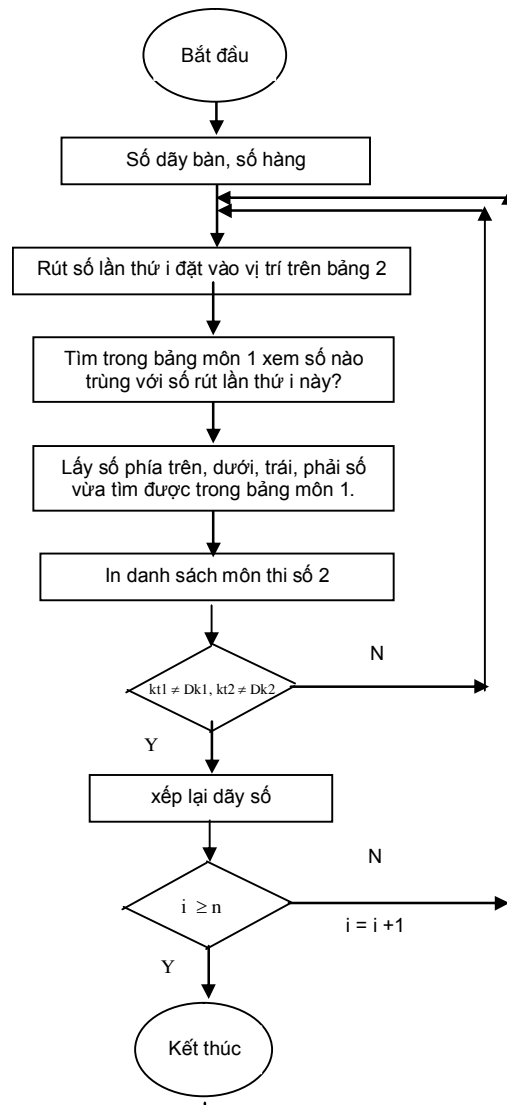 Bắt đầu
Số dãy bàn, số hàng
Rút số lần thứ i đặt vào vị trí trên bảng 2
Tìm trong bảng môn 1 xem số nào
trùng với số rút lần thứ i này?
Lấy số phía trên, dưới, trái, phải số
vừa tìm được trong bảng môn 1.
In danh sách môn thi số 2
N
kt1 ≠ Dk1, kt2 ≠ Dk2
Y
xếp lại dãy số
N
i ≥ n
i = i +1
Y
Kết thúc